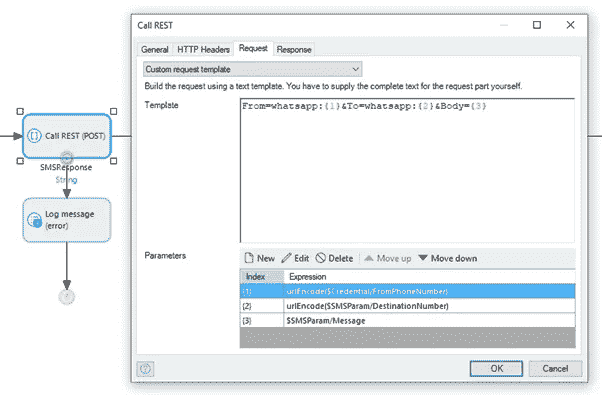 Call REST
General HTTP Headers Request Response
Custom request template
Build the request using a text template. You have to supply the complete text for the request part yourself.
Template
From=whatsapp:{1}&To=whatsapp:{2}&Body={3}
Call REST (POST)
SMSResponse
String
Log message
(error)
Parameters
New Edit Delete Move up Move down
Index Expression
{1} urlEncode($Credential/FromPhoneNumber)
{2} urlEncode($SMSParam/DestinationNumber)
{3} $SMSParam/Message
OK Cancel